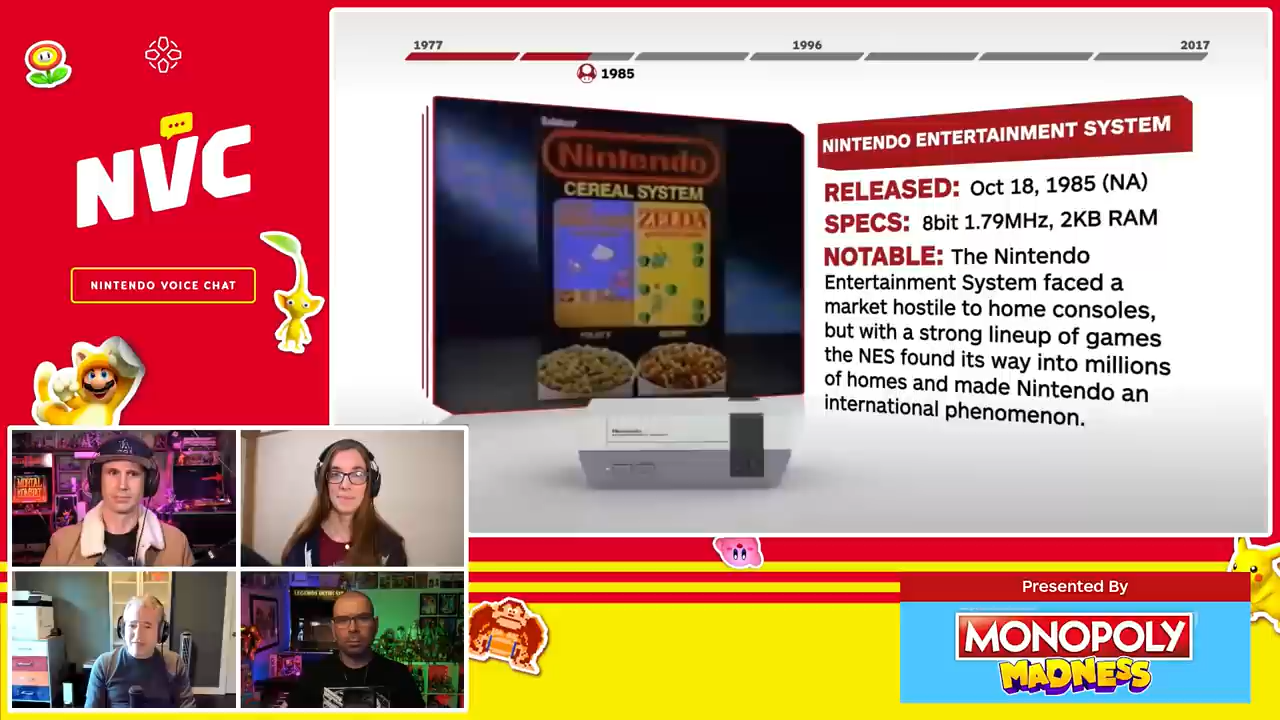 1977
1996
2017
1985
NVC
NINTENDO VOICE CHAT
Nintendo
CEREAL SYSTEM
ZELDA
NINTENDO ENTERTAINMENT SYSTEM
RELEASED: Oct 18, 1985 (NA)
SPECS: 8bit 1.79MHz, 2KB RAM
NOTABLE: The Nintendo
Entertainment System faced a
market hostile to home consoles,
but with a strong lineup of games
the NES found its way into millions
of homes and made Nintendo an
international phenomenon.
Nintendo
MORTAL
KOMBAT
Presented By
MONOPOLY
MADNESS